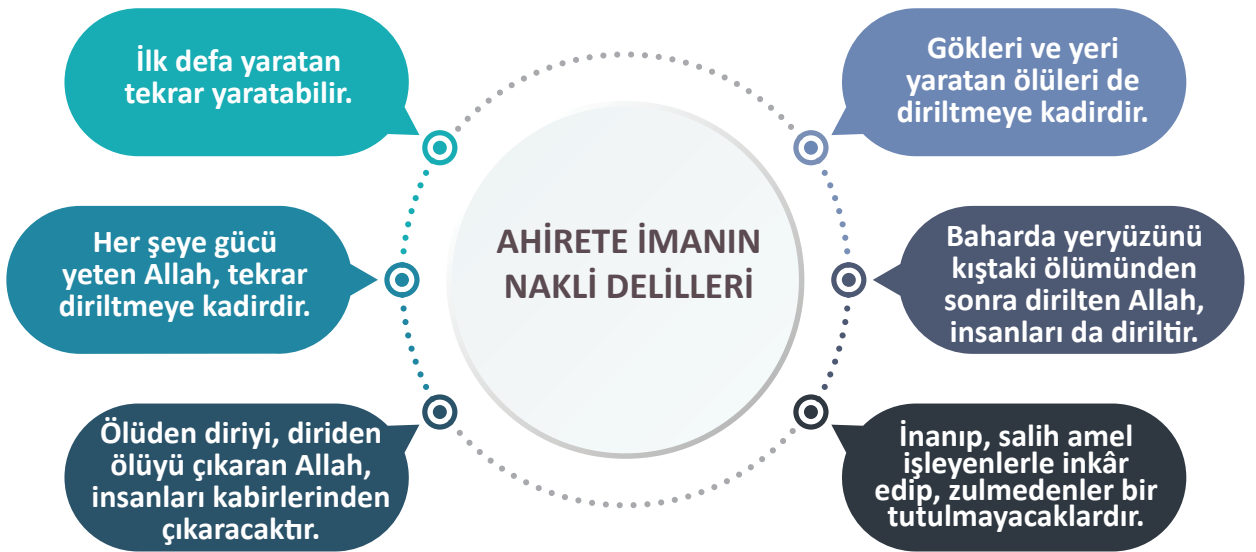 İlk defa yaratan
tekrar yaratabilir.
Gökleri ve yeri
yaratan ölüleri de
diriltmeye kadirdir.
AHİRETE İMANIN
NAKLİ DELİLLERİ
Her şeye gücü
yeten Allah, tekrar
diriltmeye kadirdir.
Baharda yeryüzünü
kıştaki ölümünden
sonra dirilten Allah,
insanları da diriltir.
Ölüden diriyi, diriden
ölüyü çıkaran Allah,
insanları kabirlerinden
çıkaracaktır.
İnanıp, salih amel
işleyenlerle inkâr
edip, zulmedenler bir
tutulmayacaklardır.